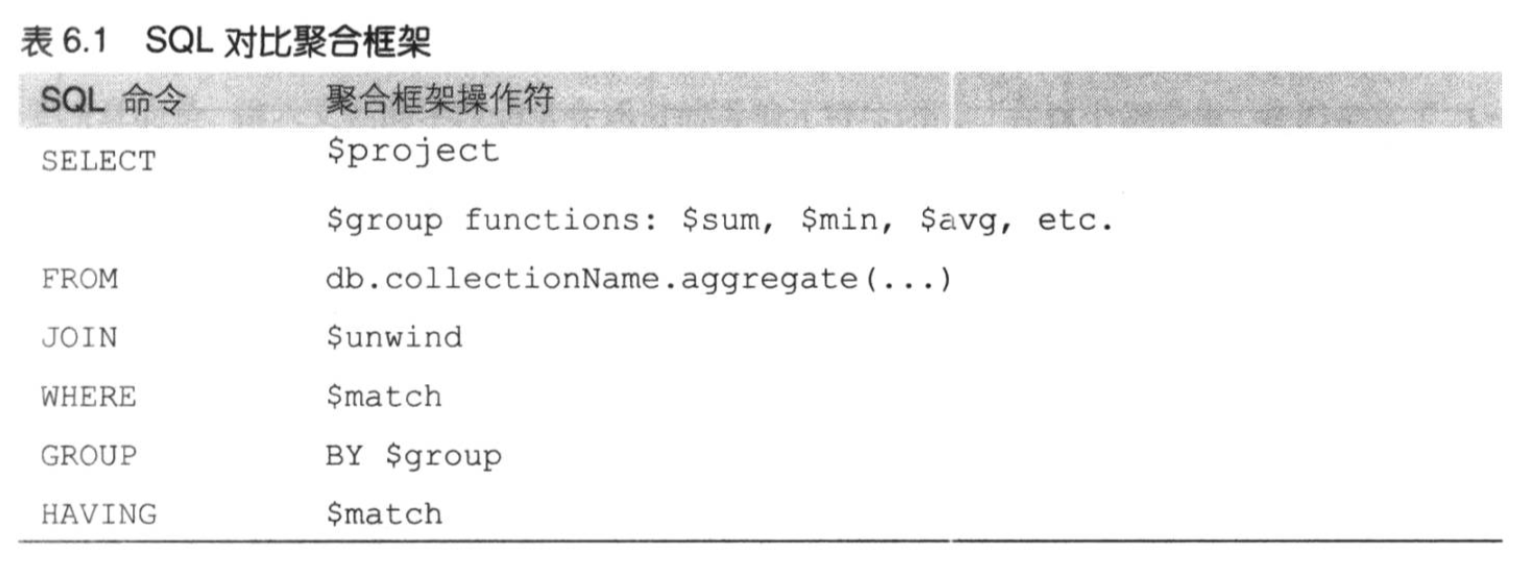 表 6.1 SQL 对比聚合框架
SQL 命令 聚合框架操作符
SELECT $project
$group functions: $sum, $min, $avg, etc.
FROM db.collectionName.aggregate(...)
JOIN $unwind
WHERE $match
GROUP BY $group
HAVING $match